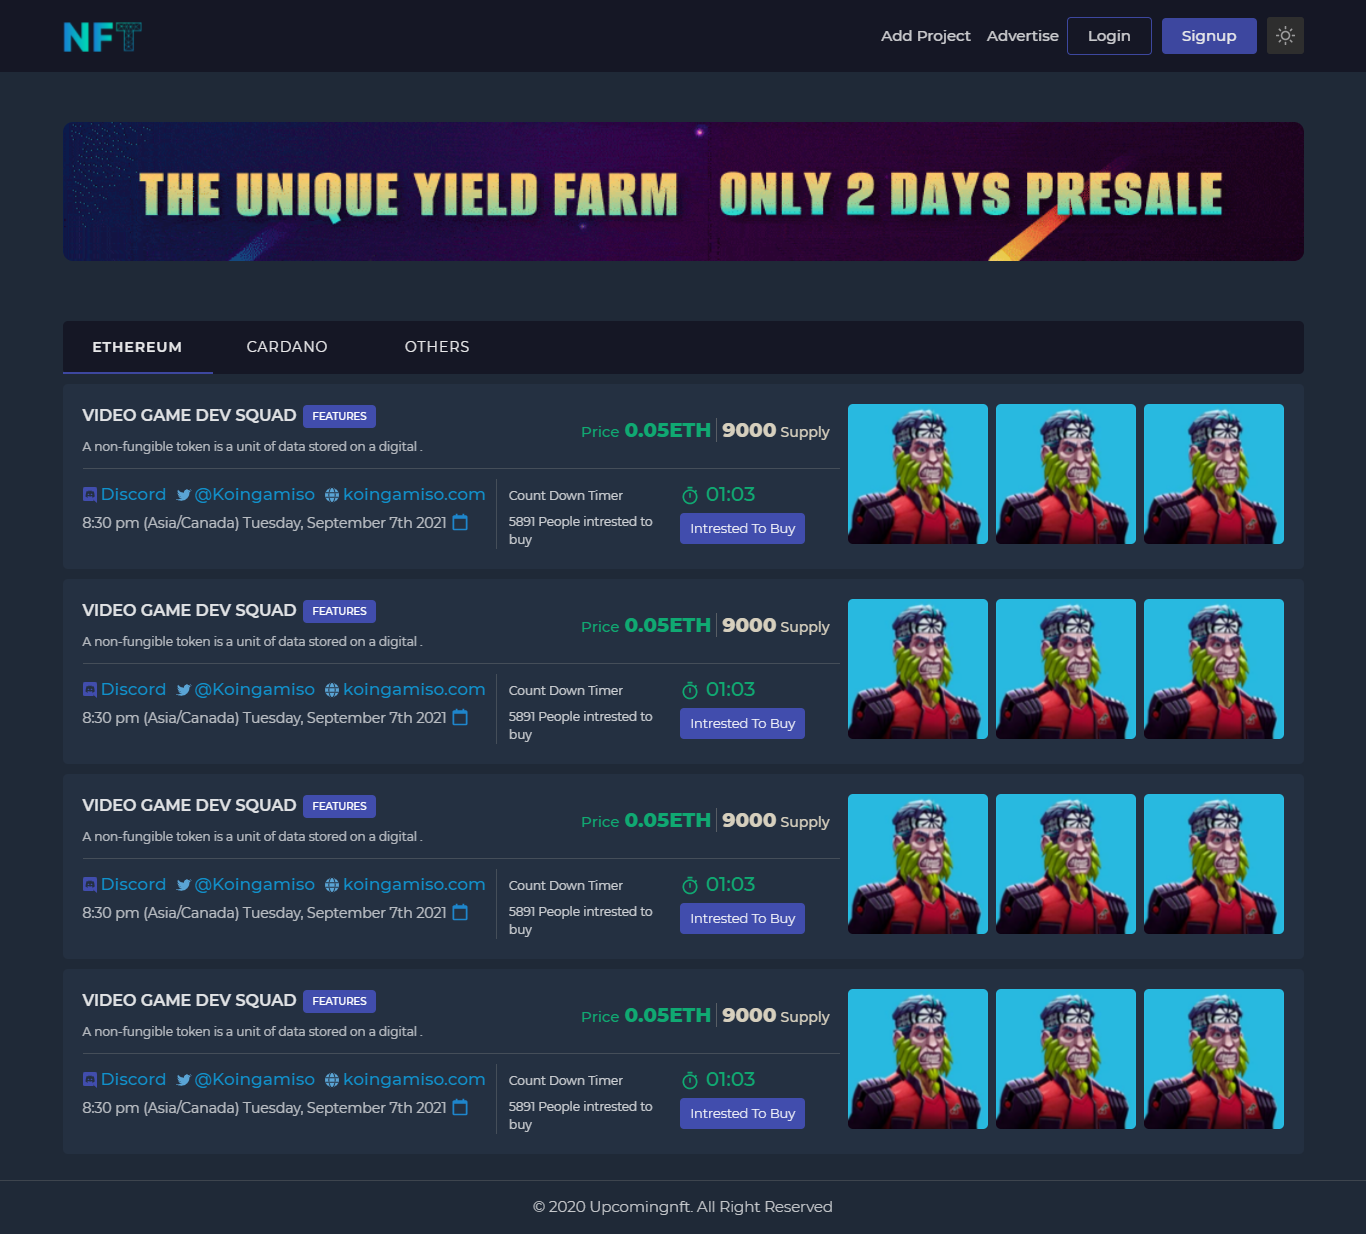 NFT
Add Project Advertise Login Signup
THE UNIQUE YIELD FARM ONLY 2 DAYS PRESALE
ETHEREUM CARDANO OTHERS
VIDEO GAME DEV SQUAD FEATURES
A non-fungible token is a unit of data stored on a digital .
Price 0.05ETH 9000 Supply
Discord @Koingamiso koingamiso.com
8:30 pm (Asia/Canada) Tuesday, September 7th 2021
Count Down Timer 01:03
5891 People intrested to
buy
Intrested To Buy
VIDEO GAME DEV SQUAD FEATURES
A non-fungible token is a unit of data stored on a digital .
Price 0.05ETH 9000 Supply
Discord @Koingamiso koingamiso.com
8:30 pm (Asia/Canada) Tuesday, September 7th 2021
Count Down Timer 01:03
5891 People intrested to
buy
Intrested To Buy
VIDEO GAME DEV SQUAD FEATURES
A non-fungible token is a unit of data stored on a digital .
Price 0.05ETH 9000 Supply
Discord @Koingamiso koingamiso.com
8:30 pm (Asia/Canada) Tuesday, September 7th 2021
Count Down Timer 01:03
5891 People intrested to
buy
Intrested To Buy
VIDEO GAME DEV SQUAD FEATURES
A non-fungible token is a unit of data stored on a digital .
Price 0.05ETH 9000 Supply
Discord @Koingamiso koingamiso.com
8:30 pm (Asia/Canada) Tuesday, September 7th 2021
Count Down Timer 01:03
5891 People intrested to
buy
Intrested To Buy
© 2020 Upcomingnft. All Right Reserved